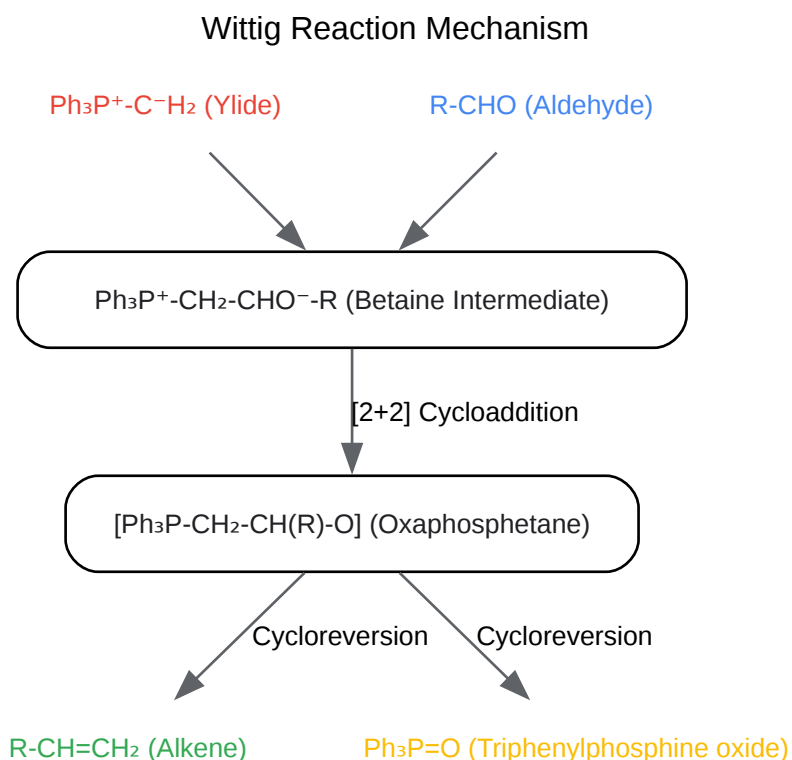 Wittig Reaction Mechanism
Ph₃P⁺-C⁻H₂ (Ylide)
R-CHO (Aldehyde)
Ph₃P⁺-CH₂-CHO⁻-R (Betaine Intermediate)
[2+2] Cycloaddition
[Ph₃P-CH₂-CH(R)-O] (Oxaphosphetane)
Cycloreversion
Cycloreversion
R-CH=CH₂ (Alkene)
Ph₃P=O (Triphenylphosphine oxide)